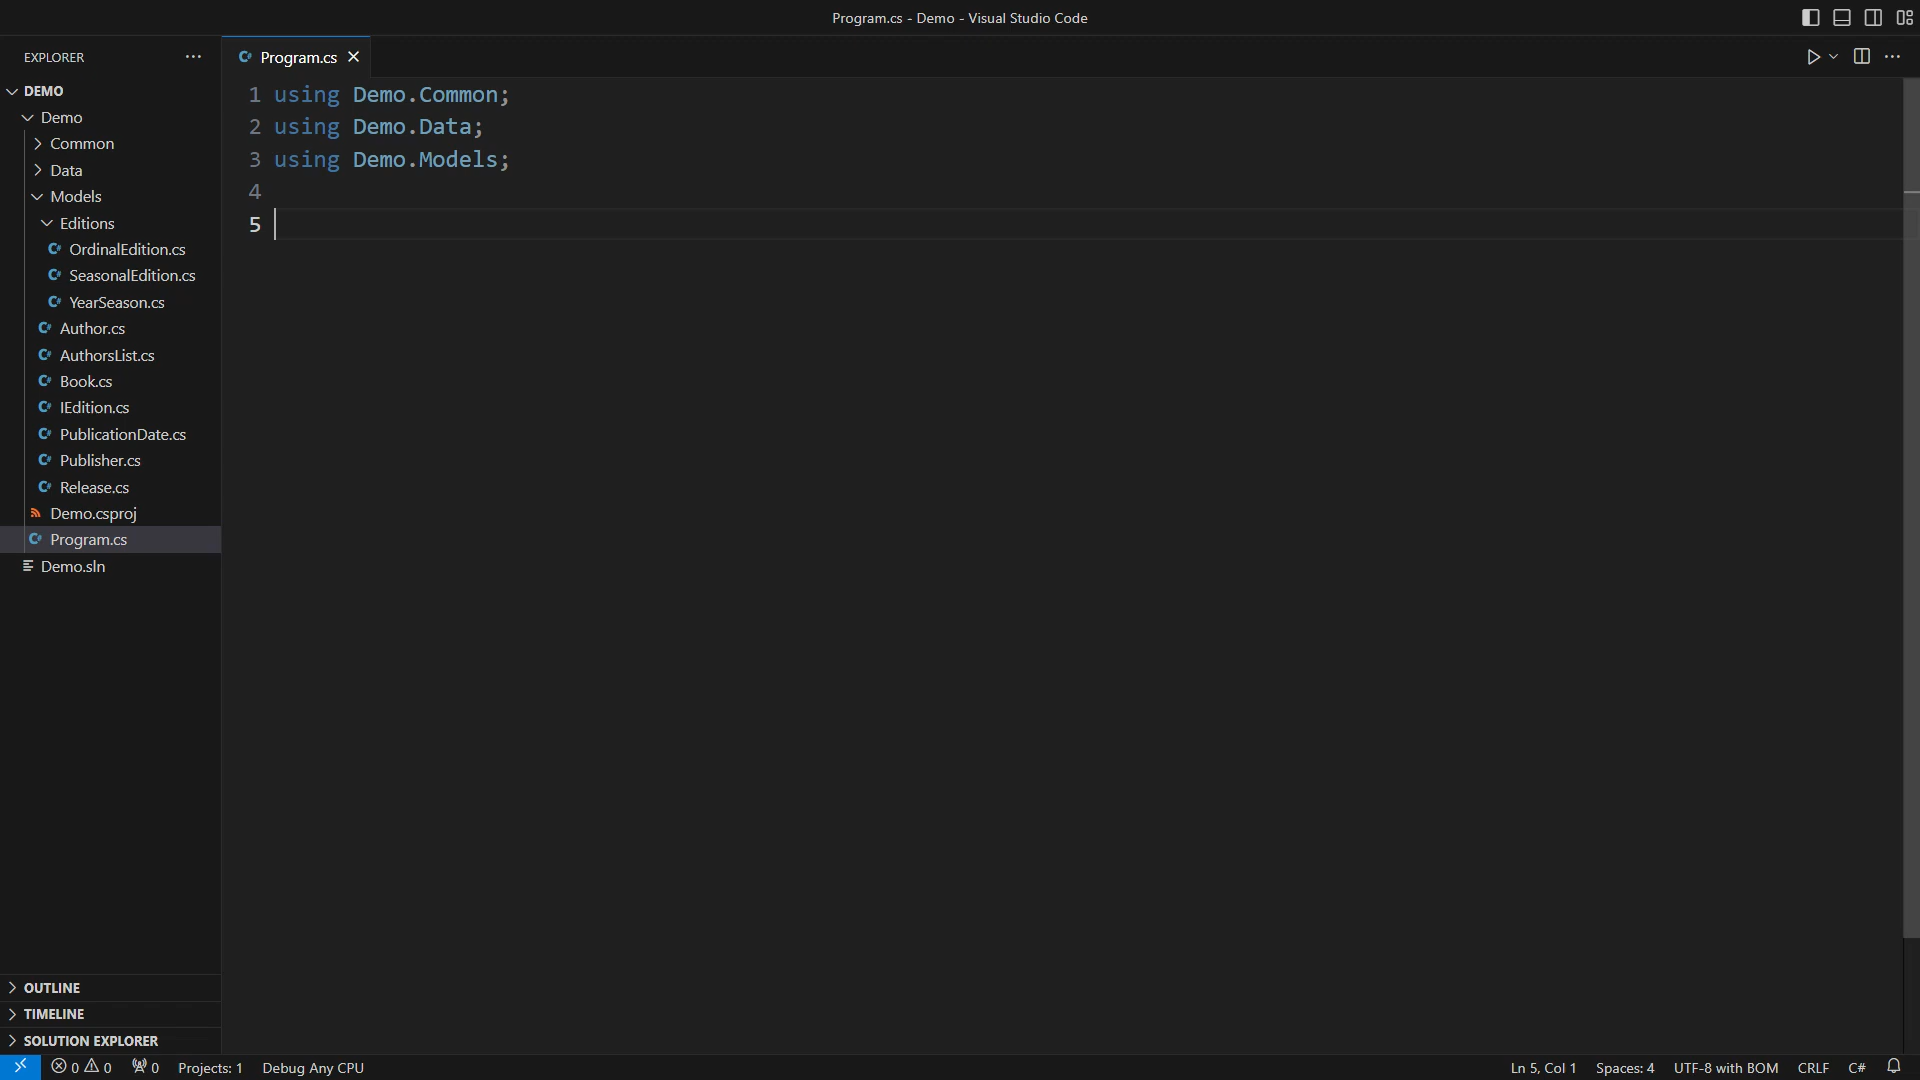 Program.cs - Demo - Visual Studio Code
EXPLORER
DEMO
Demo
Common
Data
Models
Editions
OrdinalEdition.cs
SeasonalEdition.cs
YearSeason.cs
Author.cs
AuthorsList.cs
Book.cs
IEdition.cs
PublicationDate.cs
Publisher.cs
Release.cs
Demo.csproj
Program.cs
Demo.sln
OUTLINE
TIMELINE
SOLUTION EXPLORER
Program.cs
1 using Demo.Common;
2 using Demo.Data;
3 using Demo.Models;
4
5
0 0 0 Projects: 1 Debug Any CPU Ln 5, Col 1 Spaces: 4 UTF-8 with BOM CRLF C#